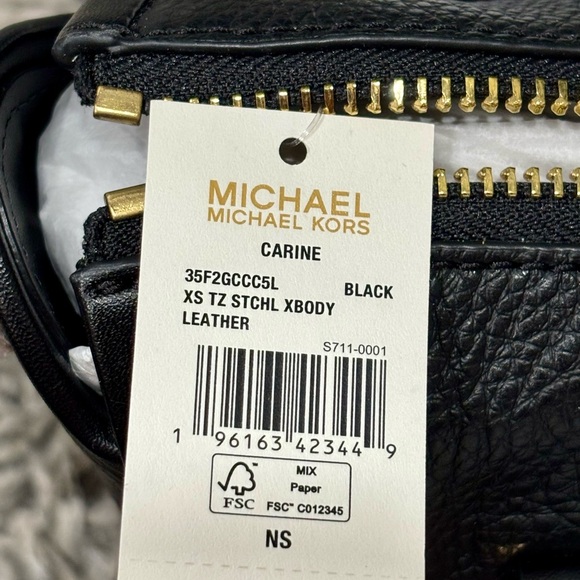 MICHAEL
MICHAEL KORS
CARINE
35F2GCCC5L BLACK
XS TZ STCHL XBODY
LEATHER
S711-0001
1 96163 42344 9
FSC
MIX
Paper
FSC™ C012345
NS